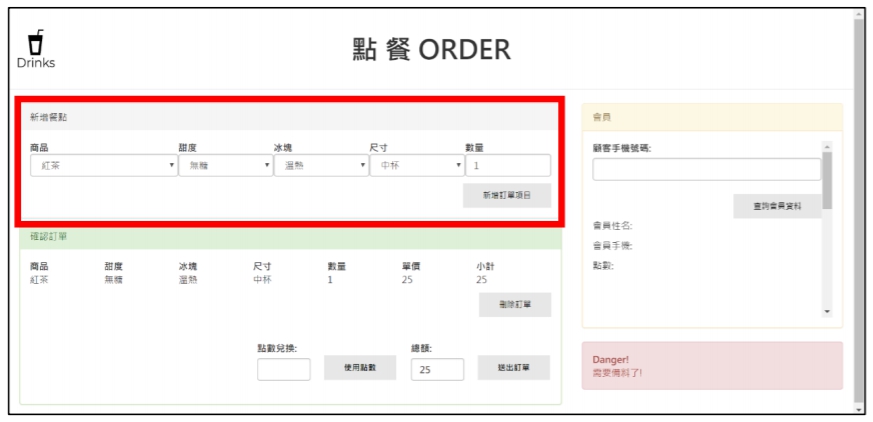 Drinks
點 餐 ORDER
新增餐點
商品 甜度 冰塊 尺寸 數量
紅茶 無糖 溫熱 中杯 1
新增訂單項目
確認訂單
商品 甜度 冰塊 尺寸 數量 單價 小計
紅茶 無糖 溫熱 中杯 1 25 25
刪除訂單
點數兌換: 總額:
使用點數 25 送出訂單
會員
顧客手機號碼:
查詢會員資料
會員姓名:
會員手機:
點數:
Danger!
需要備料了!